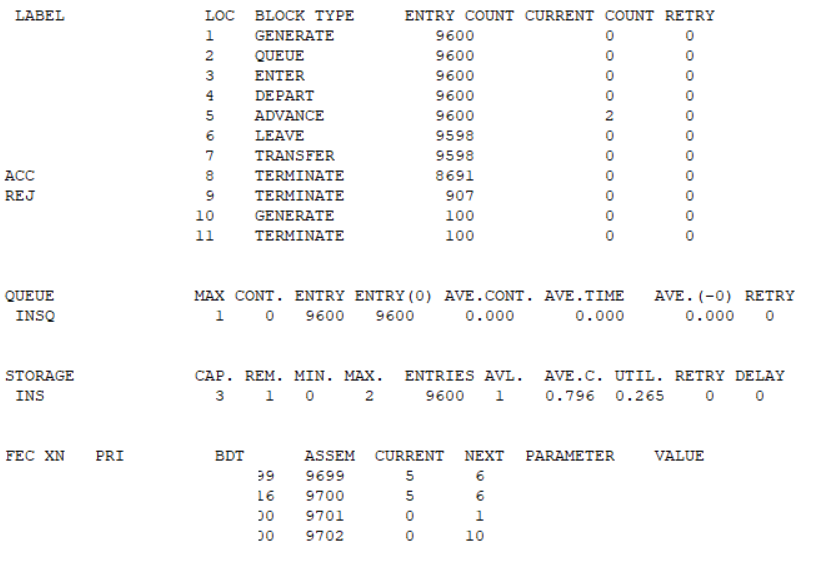 LABEL LOC BLOCK TYPE ENTRY COUNT CURRENT COUNT RETRY
1 GENERATE 9600 0 0
2 QUEUE 9600 0 0
3 ENTER 9600 0 0
4 DEPART 9600 0 0
5 ADVANCE 9600 2 0
6 LEAVE 9598 0 0
7 TRANSFER 9598 0 0
ACC 8 TERMINATE 8691 0 0
REJ 9 TERMINATE 907 0 0
10 GENERATE 100 0 0
11 TERMINATE 100 0 0
QUEUE MAX CONT. ENTRY ENTRY(0) AVE.CONT. AVE.TIME AVE.(-0) RETRY
INSQ 1 0 9600 9600 0.000 0.000 0.000 0
STORAGE CAP. REM. MIN. MAX. ENTRIES AVL. AVE.C. UTIL. RETRY DELAY
INS 3 1 0 2 9600 1 0.796 0.265 0 0
FEC XN PRI BDT ASSEM CURRENT NEXT PARAMETER VALUE
99 9699 5 6
16 9700 5 6
00 9701 0 1
00 9702 0 10